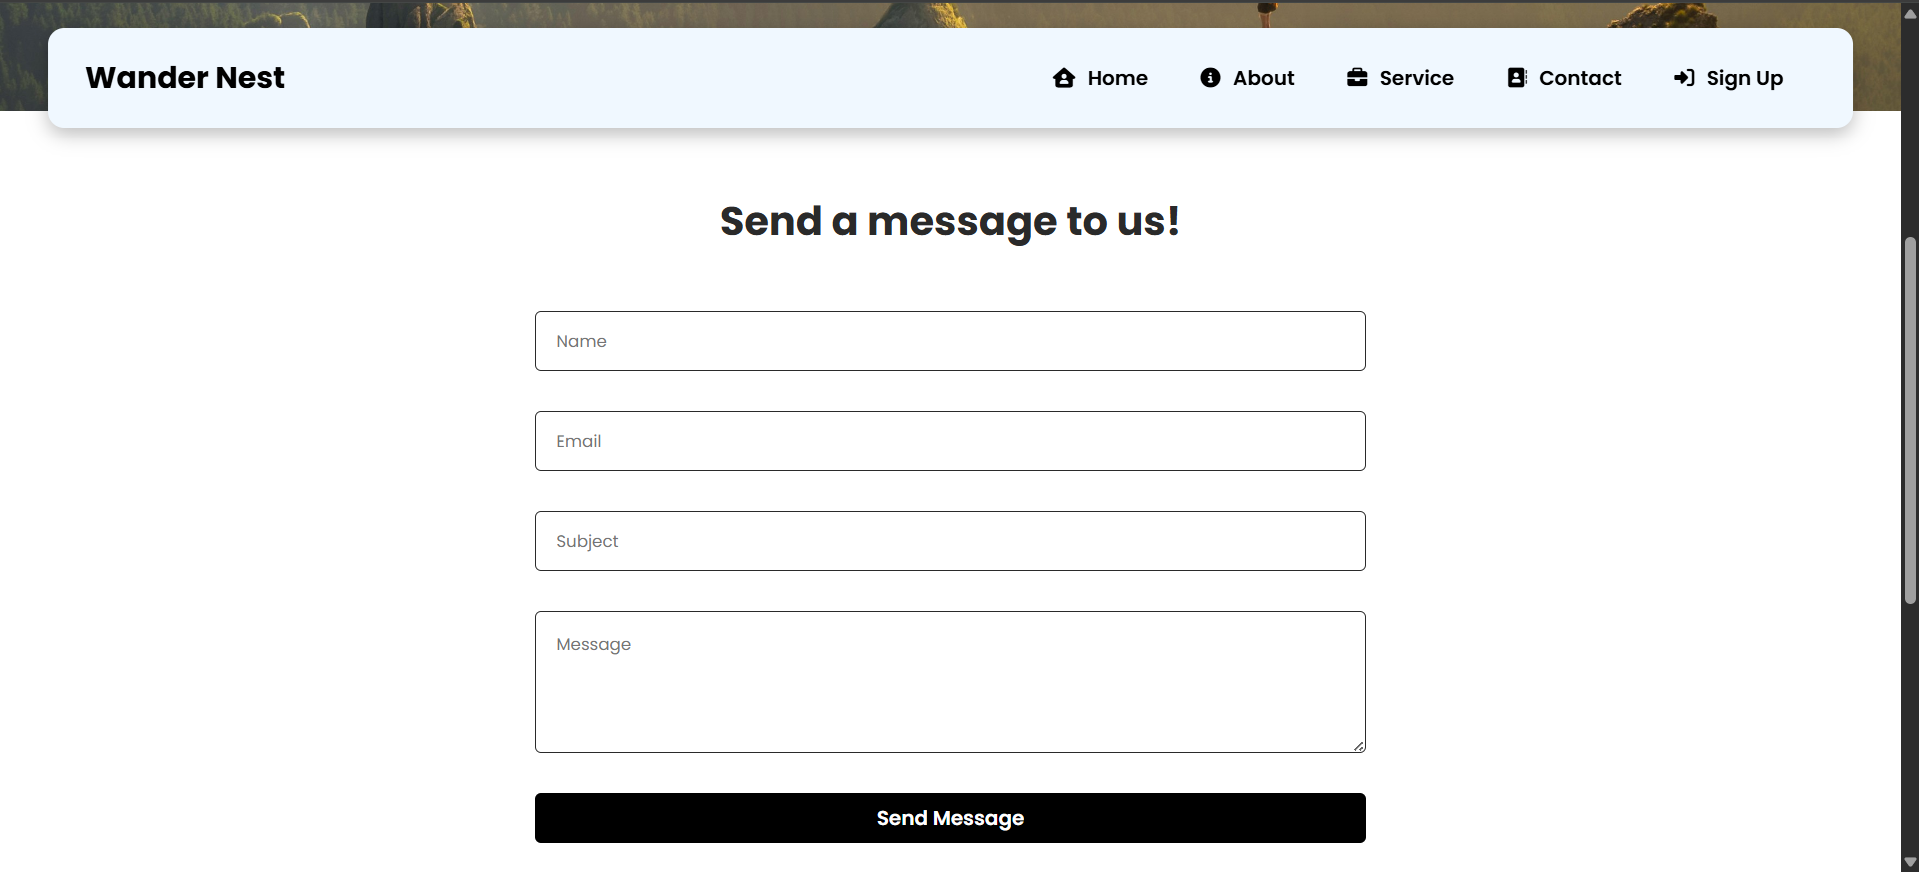 Wander Nest
Home About Service Contact Sign Up
Send a message to us!
Name
Email
Subject
Message
Send Message